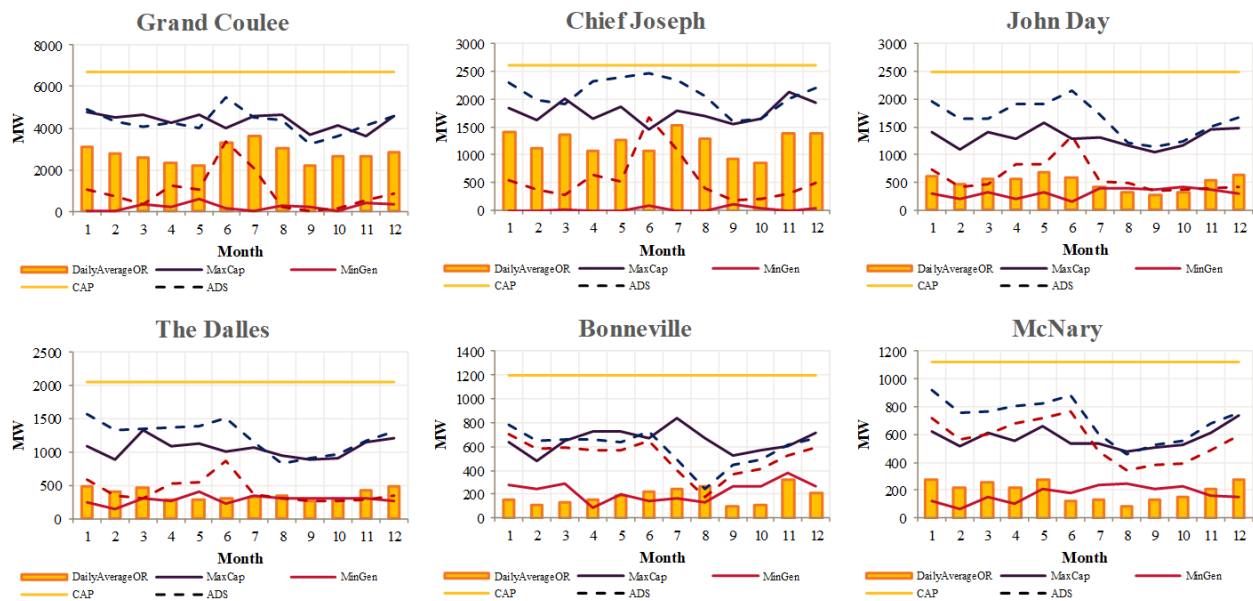 Grand Coulee
8000
7000
6000
4000
2000
0
MW
1 2 3 4 5 6 7 8 9 10 11 12
Month
DailyAverageOR MaxCap MinGen
CAP ADS
Chief Joseph
3000
2500
2000
1500
1000
500
0
MW
1 2 3 4 5 6 7 8 9 10 11 12
Month
DailyAverageOR MaxCap MinGen
CAP ADS
John Day
3000
2500
2000
1500
1000
500
0
MW
1 2 3 4 5 6 7 8 9 10 11 12
Month
DailyAverageOR MaxCap MinGen
CAP ADS
The Dalles
2500
2000
1500
1000
500
0
MW
1 2 3 4 5 6 7 8 9 10 11 12
Month
DailyAverageOR MaxCap MinGen
CAP ADS
Bonneville
1400
1200
1000
800
600
400
200
0
MW
1 2 3 4 5 6 7 8 9 10 11 12
Month
DailyAverageOR MaxCap MinGen
CAP ADS
McNary
1200
1000
800
600
400
200
0
MW
1 2 3 4 5 6 7 8 9 10 11 12
Month
DailyAverageOR MaxCap MinGen
CAP ADS